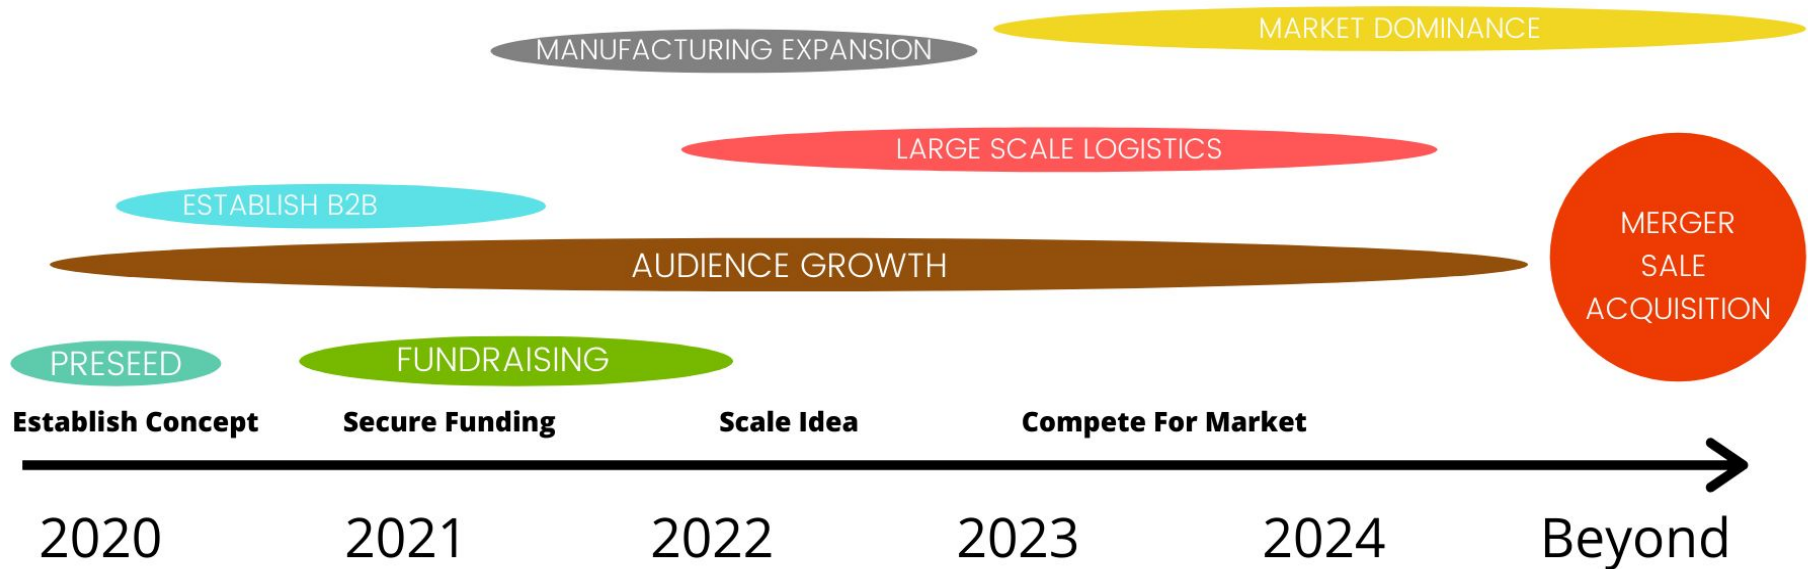 MARKET DOMINANCE
MANUFACTURING EXPANSION
LARGE SCALE LOGISTICS
ESTABLISH B2B
AUDIENCE GROWTH
MERGER
SALE
ACQUISITION
PRESEED
FUNDRAISING
Establish Concept
Secure Funding
Scale Idea
Compete For Market
2020
2021
2022
2023
2024
Beyond